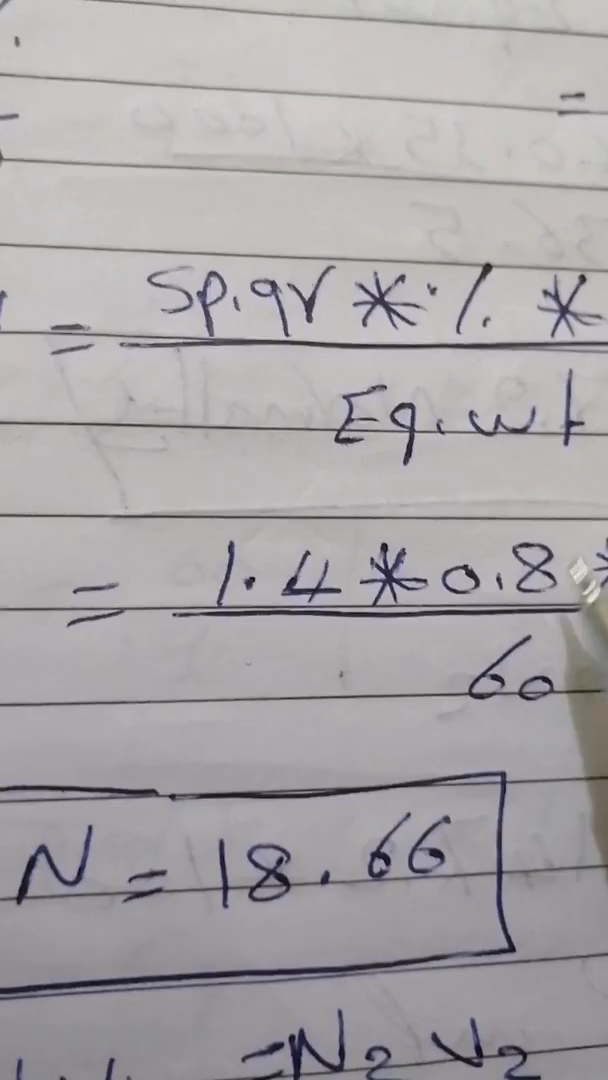 =
= Sp.gr * % *
Eq. wt
= 1.4 * 0.8 *
60
N = 18.66
= N2 V2